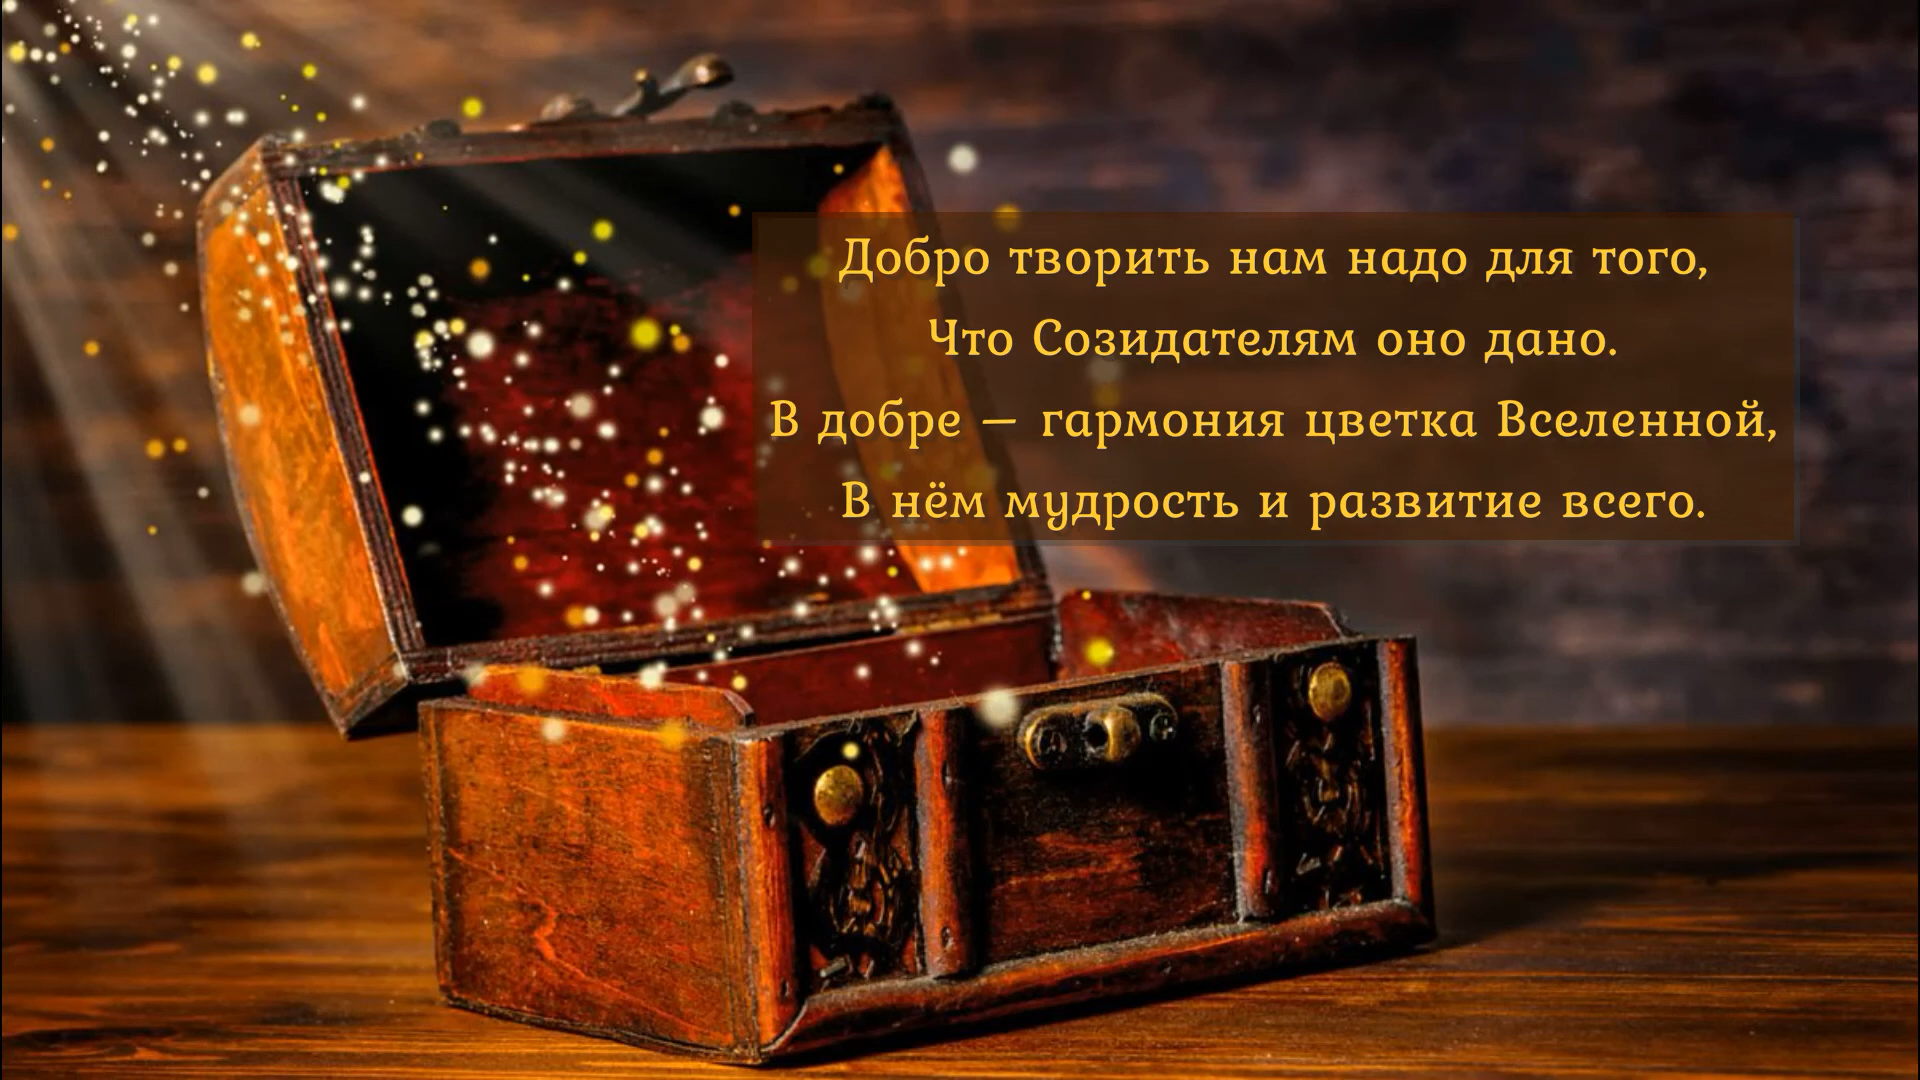 Добро творить нам надо для того,
Что Созидателям оно дано.
В добре — гармония цветка Вселенной,
В нём мудрость и развитие всего.